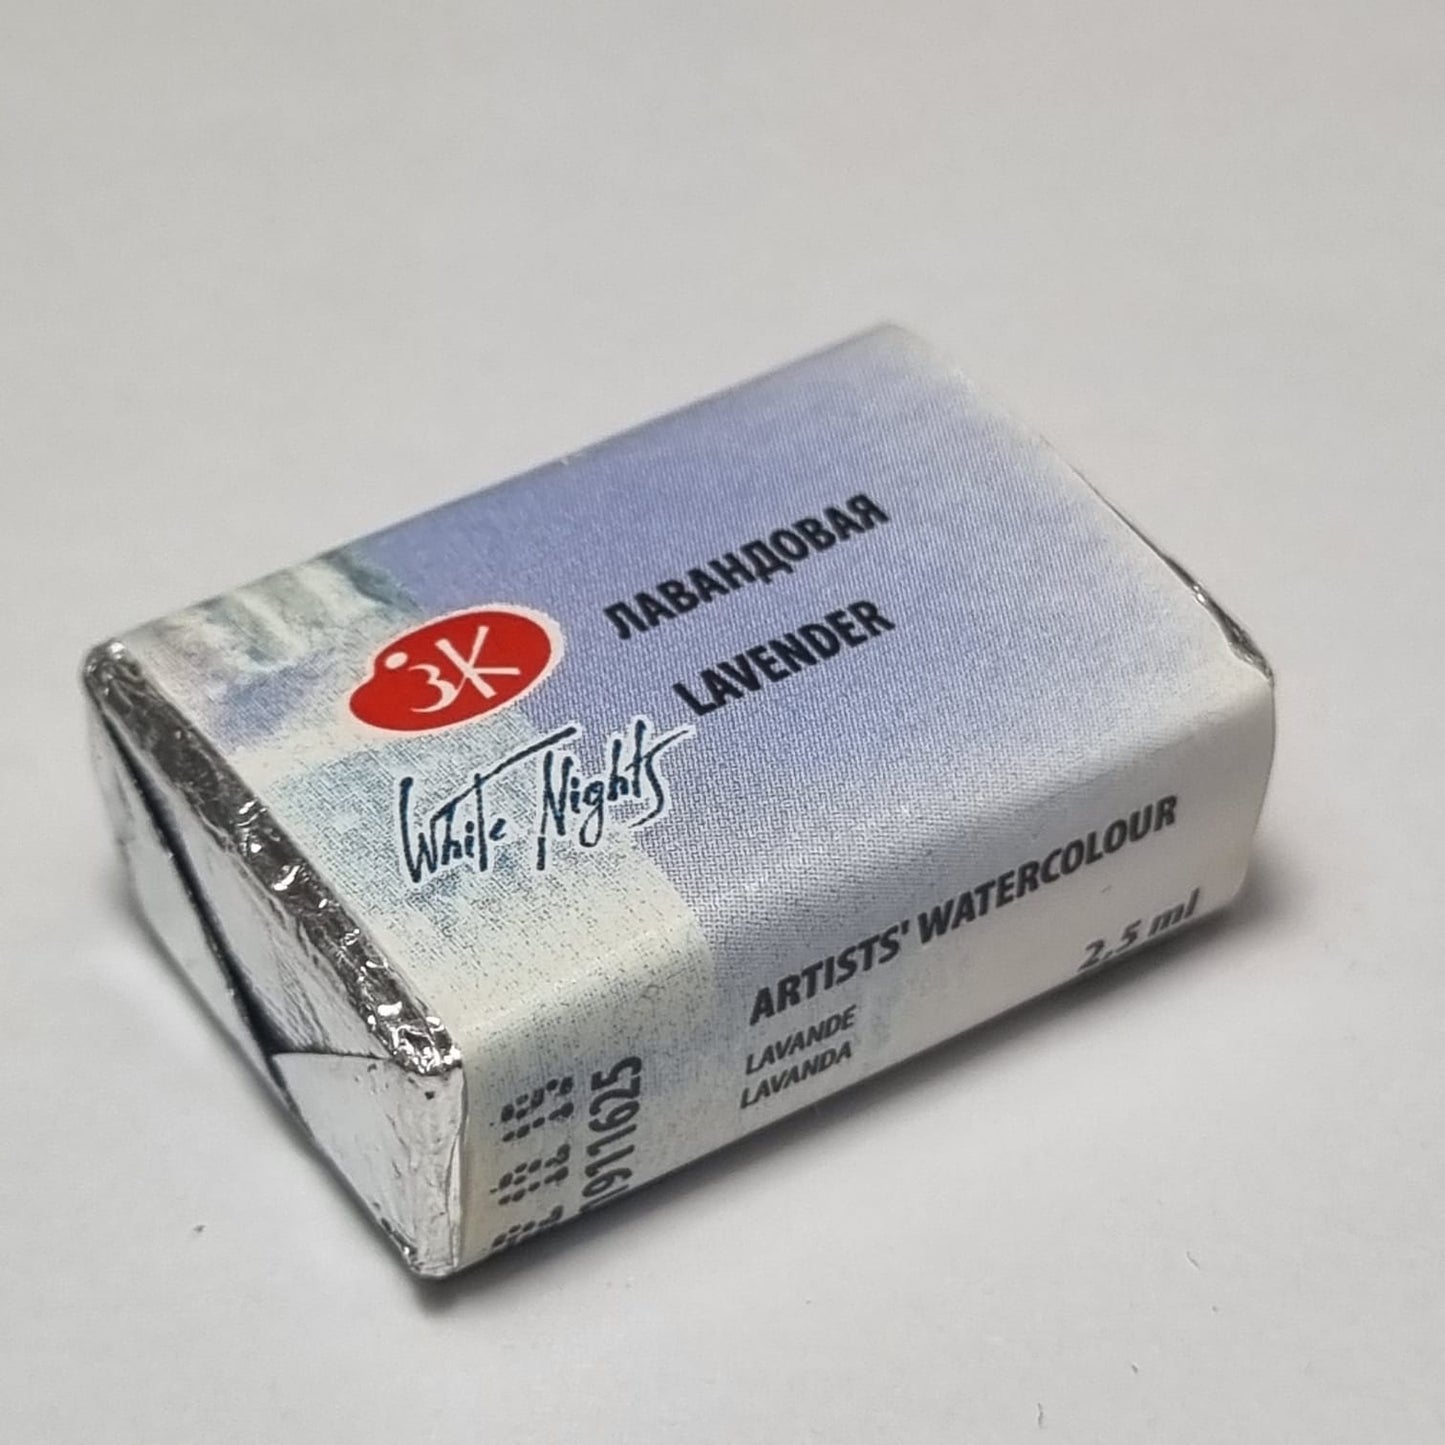 ЗК
ЛАВАНДОВАЯ
LAVENDER
White Nights
ARTISTS' WATERCOLOUR
2,5 ml
LAVANDE
LAVANDA